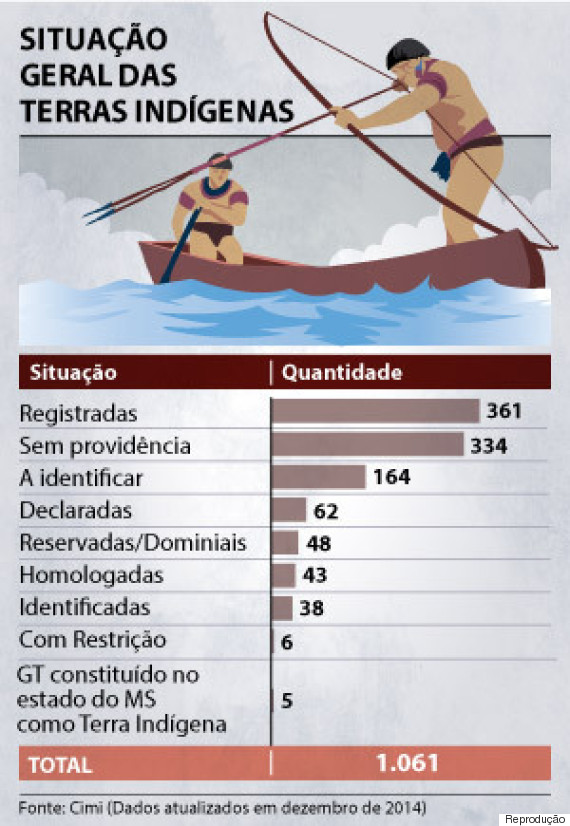 SITUAÇÃO
GERAL DAS
TERRAS INDÍGENAS
Situação Quantidade
Registradas 361
Sem providência 334
A identificar 164
Declaradas 62
Reservadas/Dominiais 48
Homologadas 43
Identificadas 38
Com Restrição 6
GT constituído no
estado do MS 5
como Terra Indígena
TOTAL 1.061
Fonte: Cimi (Dados atualizados em dezembro de 2014)
Reprodução